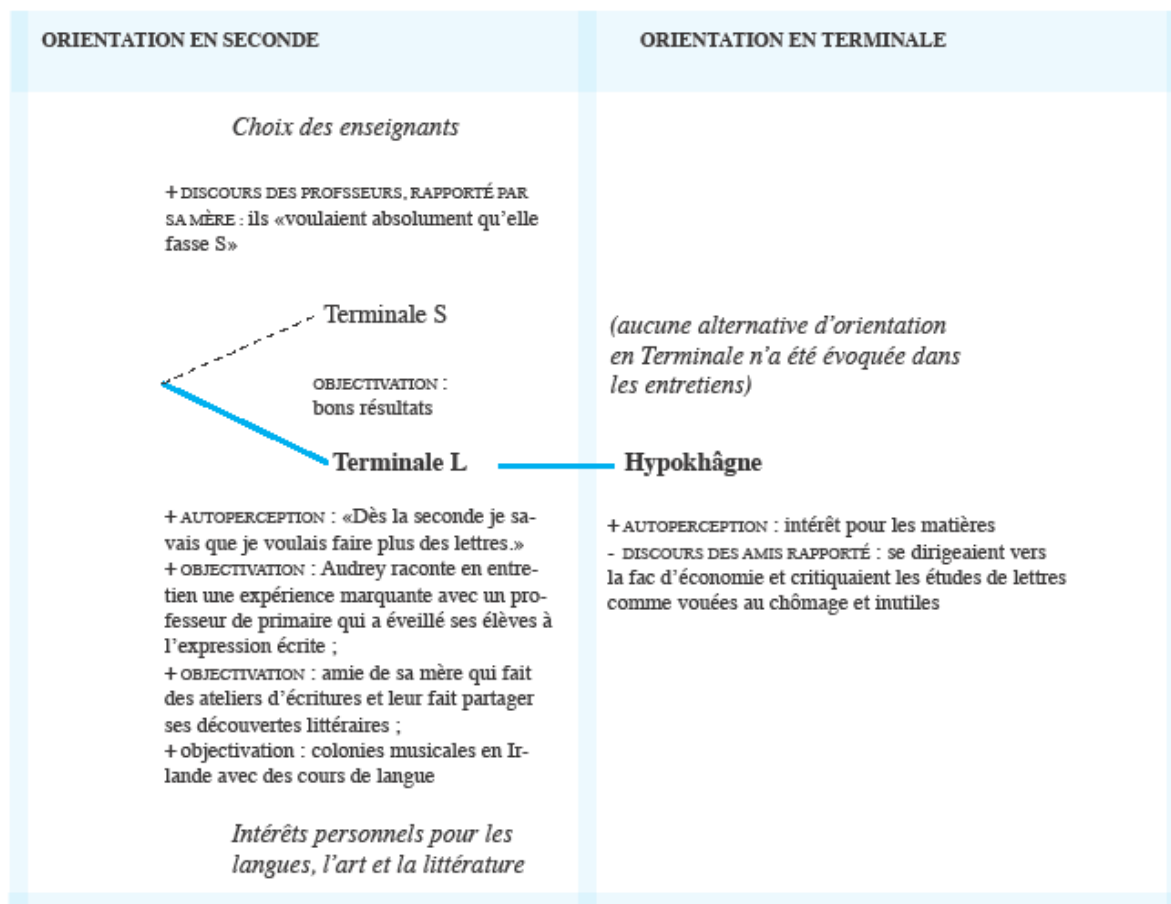 ORIENTATION EN SECONDE
ORIENTATION EN TERMINALE
Choix des enseignants
+ DISCOURS DES PROFSSEURS, RAPPORTÉ PAR
SA MÈRE : ils «voulaient absolument qu’elle
fasse S»
Terminale S
OBJECTIVATION :
bons résultats
Terminale L
+ AUTOPERCEPTION : «Dès la seconde je sa-
vais que je voulais faire plus des lettres.»
+ OBJECTIVATION : Audrey raconte en entre-
tien une expérience marquante avec un pro-
fesseur de primaire qui a éveillé ses élèves à
l’expression écrite ;
+ OBJECTIVATION : amie de sa mère qui fait
des ateliers d’écritures et leur fait partager
ses découvertes littéraires ;
+ objectivation : colonies musicales en Ir-
lande avec des cours de langue
Intérêts personnels pour les
langues, l’art et la littérature
(aucune alternative d’orientation
en Terminale n’a été évoquée dans
les entretiens)
Hypokhâgne
+ AUTOPERCEPTION : intérêt pour les matières
- DISCOURS DES AMIS RAPPORTÉ : se dirigeaient vers
la fac d’économie et critiquaient les études de lettres
comme vouées au chômage et inutiles